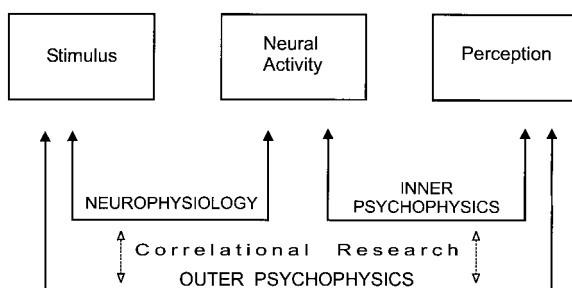 Stimulus
Neural
Activity
Perception
NEUROPHYSIOLOGY
INNER
PSYCHOPHYSICS
Correlational Research
OUTER PSYCHOPHYSICS